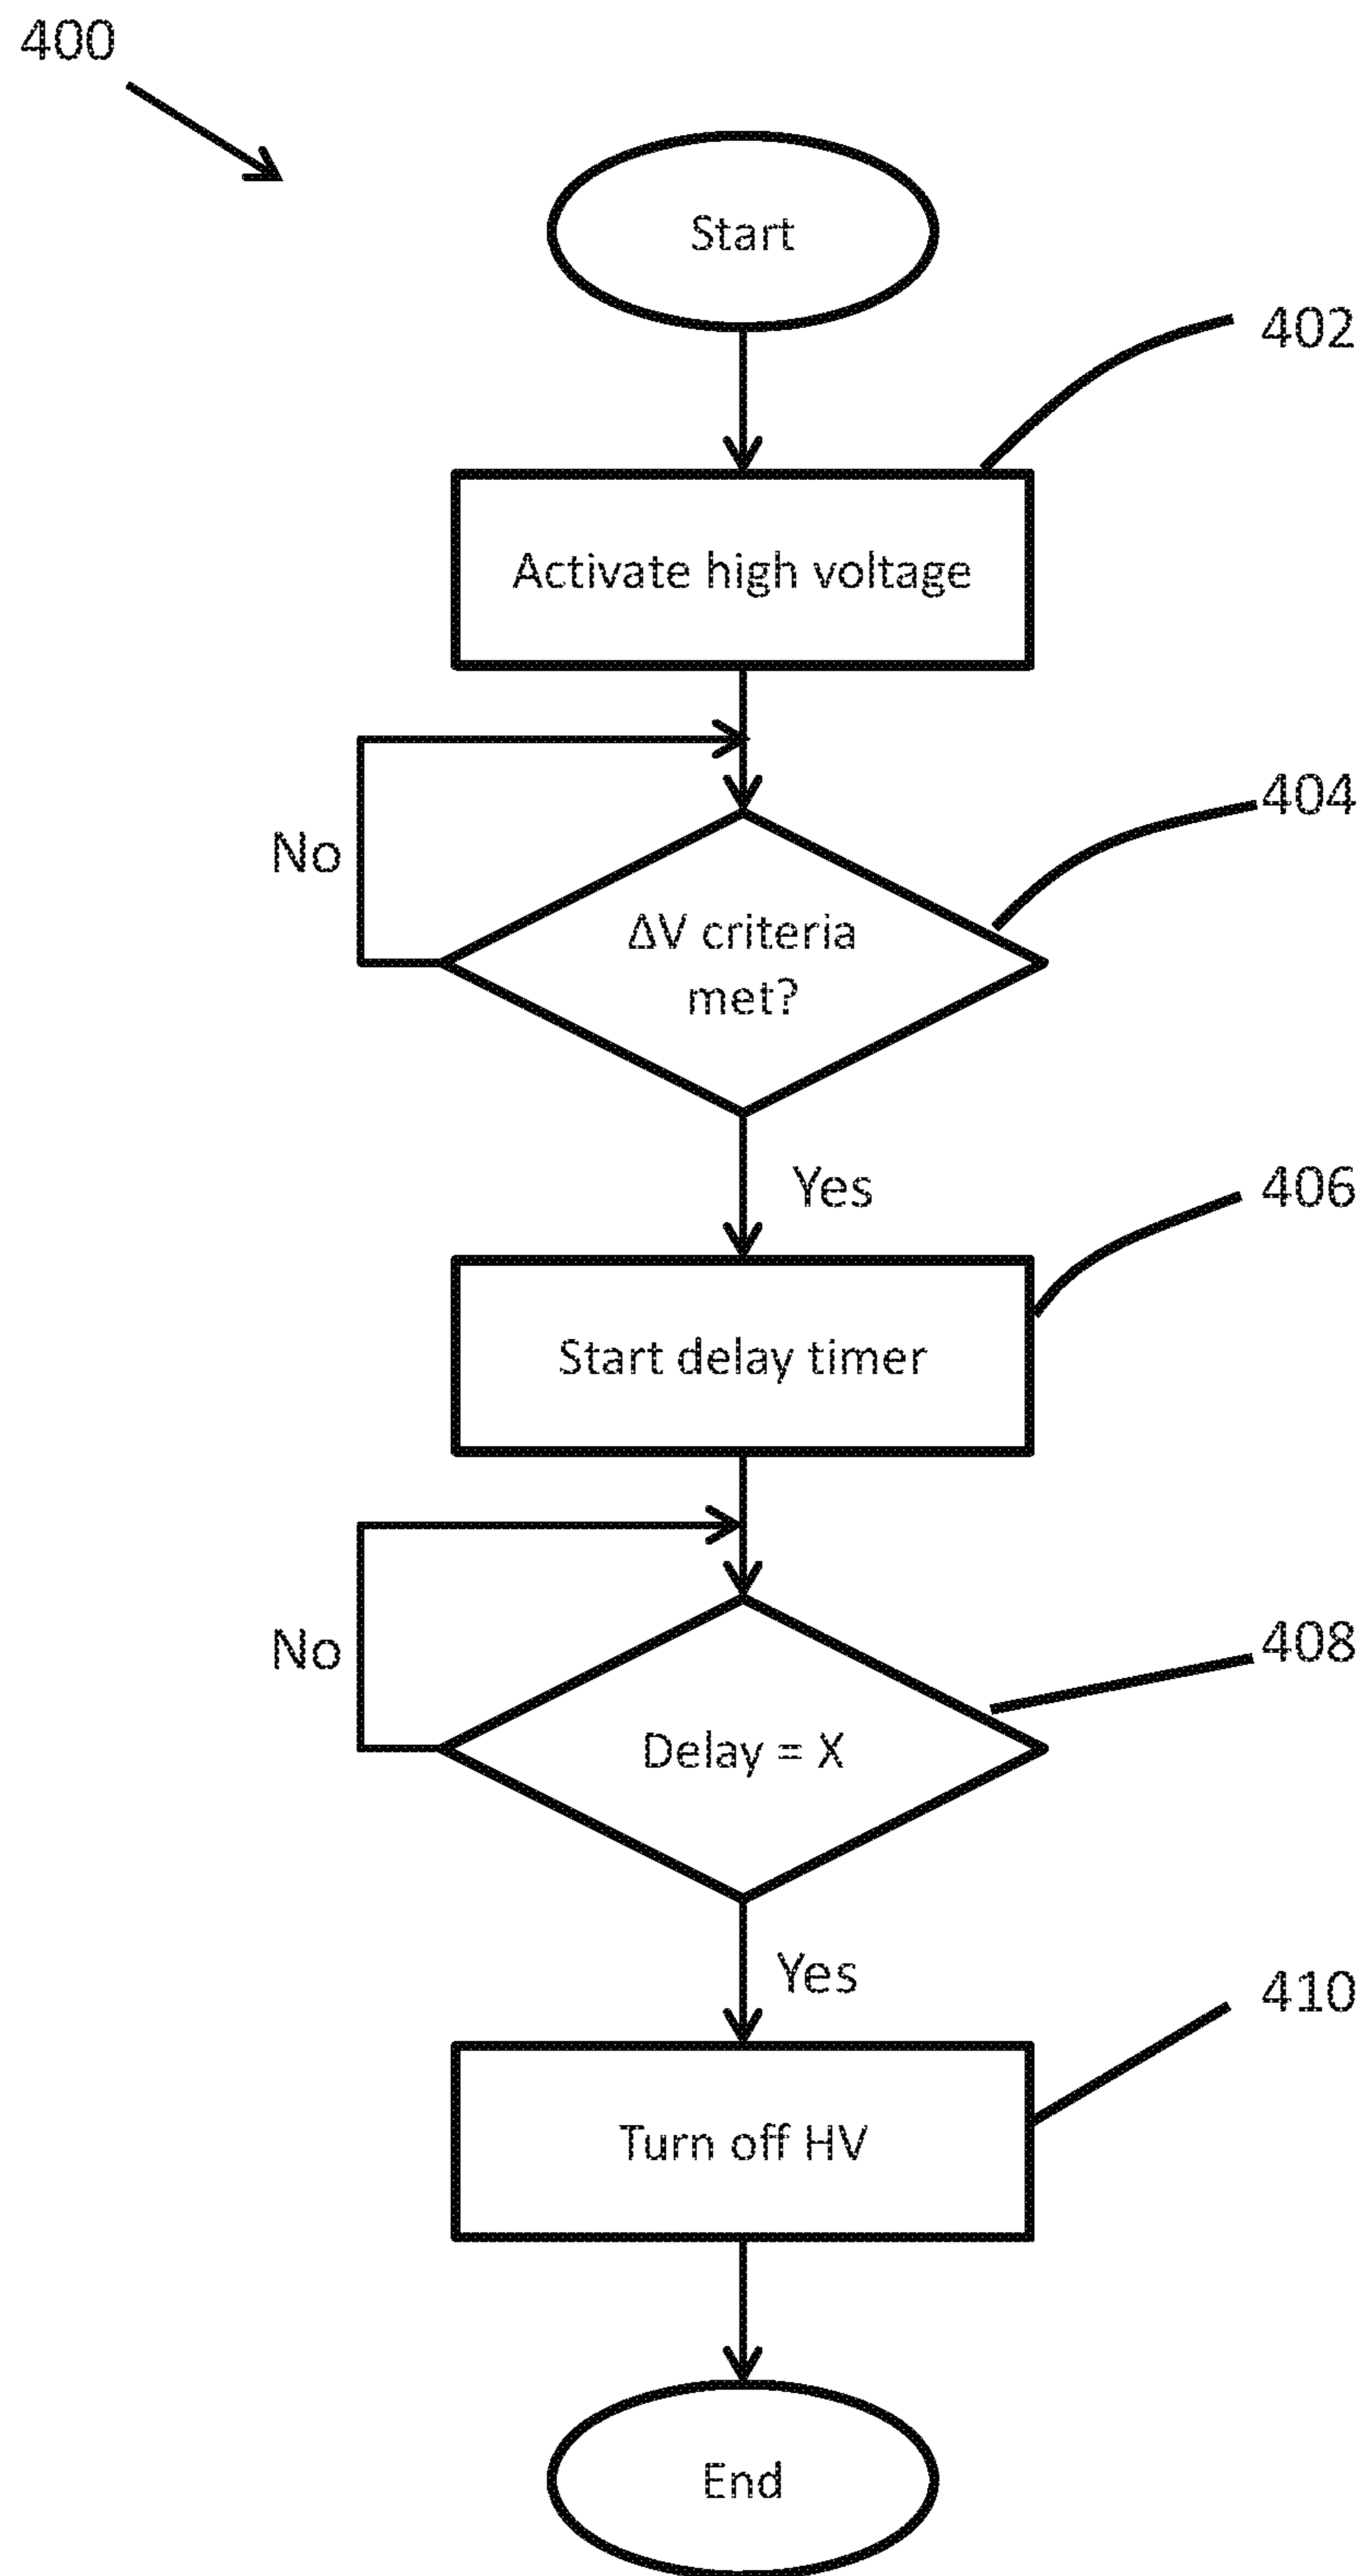 400
Start
402
Activate high voltage
404
No
ΔV criteria
met?
Yes
406
Start delay timer
408
No
Delay = X
Yes
410
Turn off HV
End